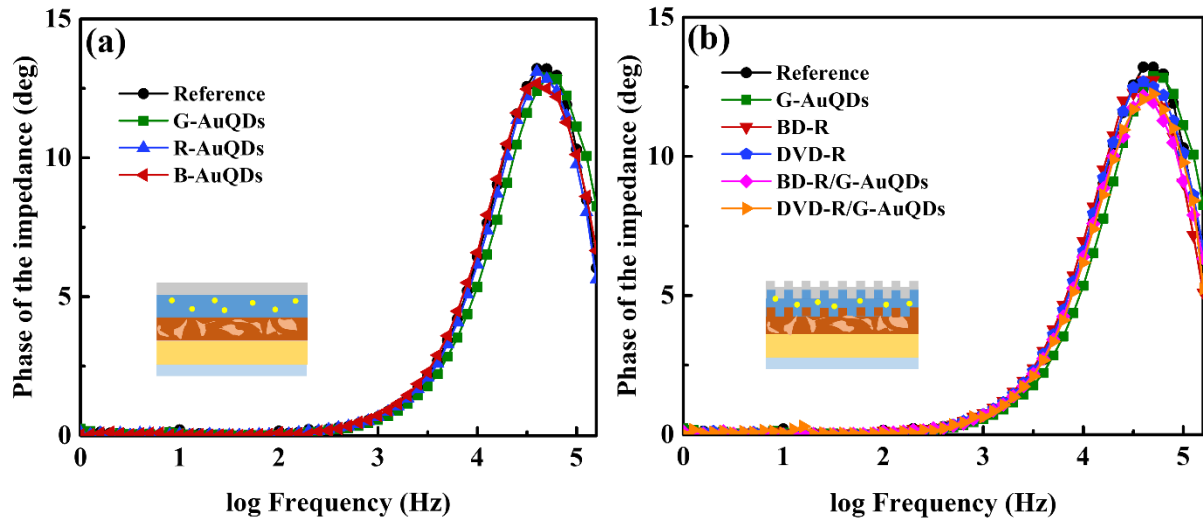 (a)
Reference
G-AuQDs
R-AuQDs
B-AuQDs
Phase of the impedance (deg)
15
10
5
0
0 1 2 3 4 5
log Frequency (Hz)
(b)
Reference
G-AuQDs
BD-R
DVD-R
BD-R/G-AuQDs
DVD-R/G-AuQDs
Phase of the impedance (deg)
15
10
5
0
0 1 2 3 4 5
log Frequency (Hz)